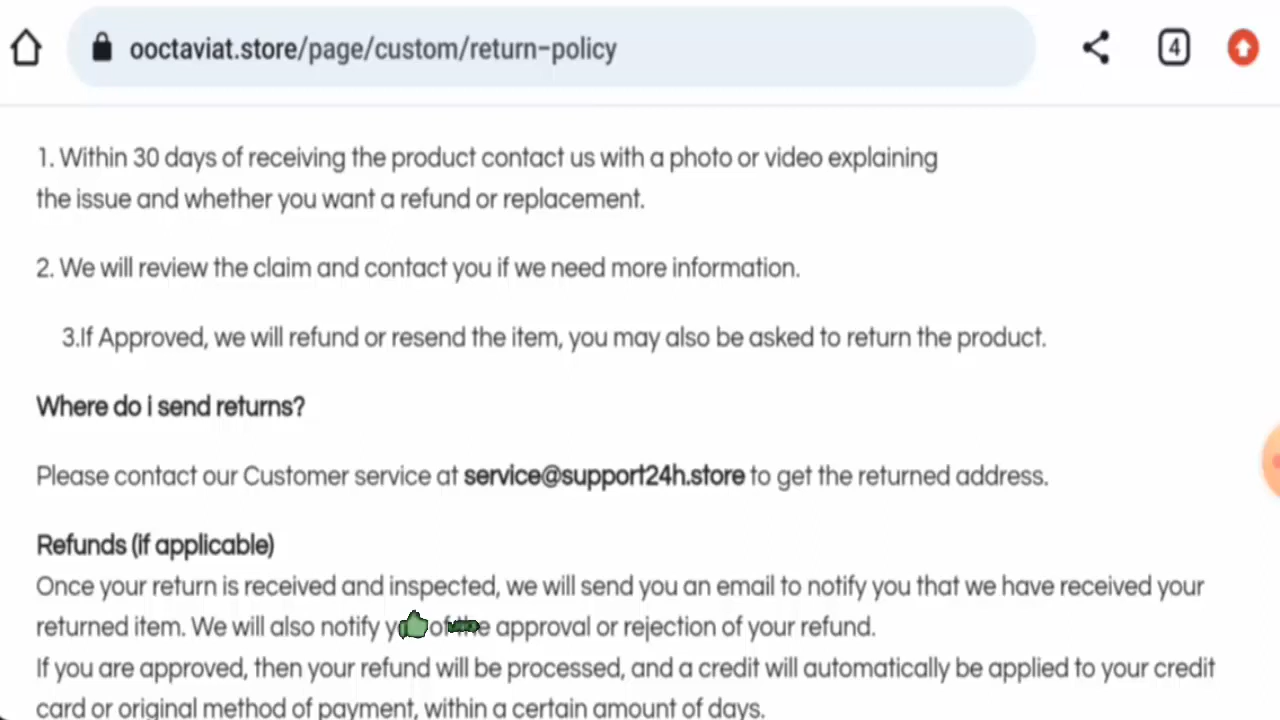 ooctaviat.store/page/custom/return-policy
4
1. Within 30 days of receiving the product contact us with a photo or video explaining
the issue and whether you want a refund or replacement.
2. We will review the claim and contact you if we need more information.
3.If Approved, we will refund or resend the item, you may also be asked to return the product.
Where do i send returns?
Please contact our Customer service at service@support24h.store to get the returned address.
Refunds (if applicable)
Once your return is received and inspected, we will send you an email to notify you that we have received your
returned item. We will also notify you of the approval or rejection of your refund.
If you are approved, then your refund will be processed, and a credit will automatically be applied to your credit
card or original method of payment, within a certain amount of days.